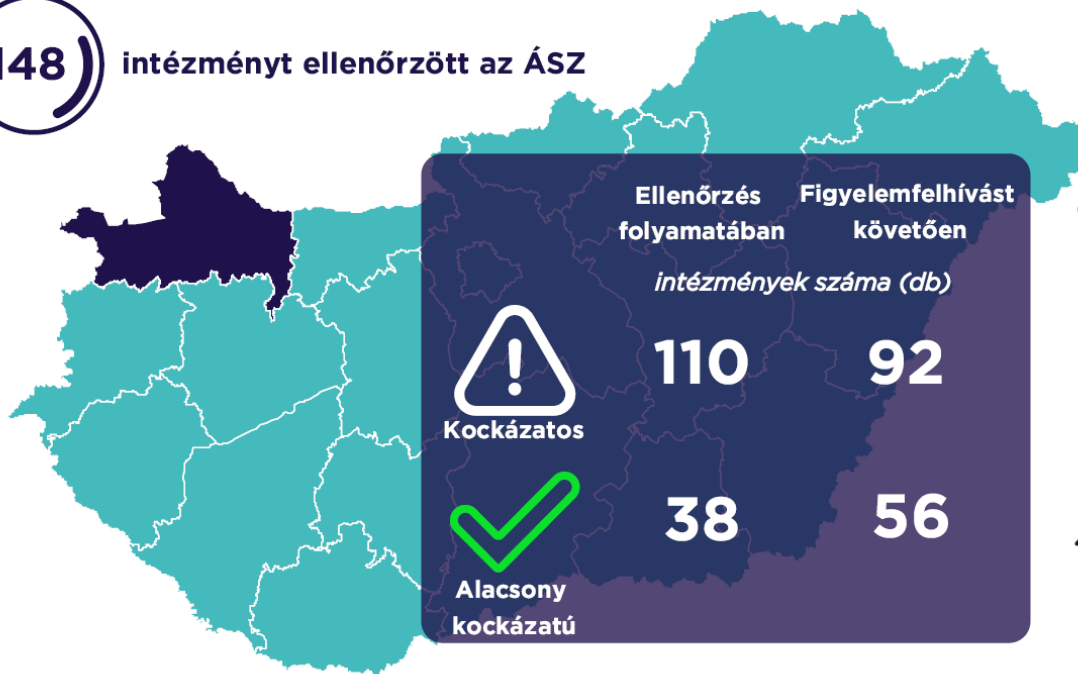 148
intézményt ellenőrzött az ÁSZ
Ellenőrzés
folyamatában
Figyelemfelhívást
követően
intézmények száma (db)
Kockázatos
110
92
Alacsony
kockázatú
38
56